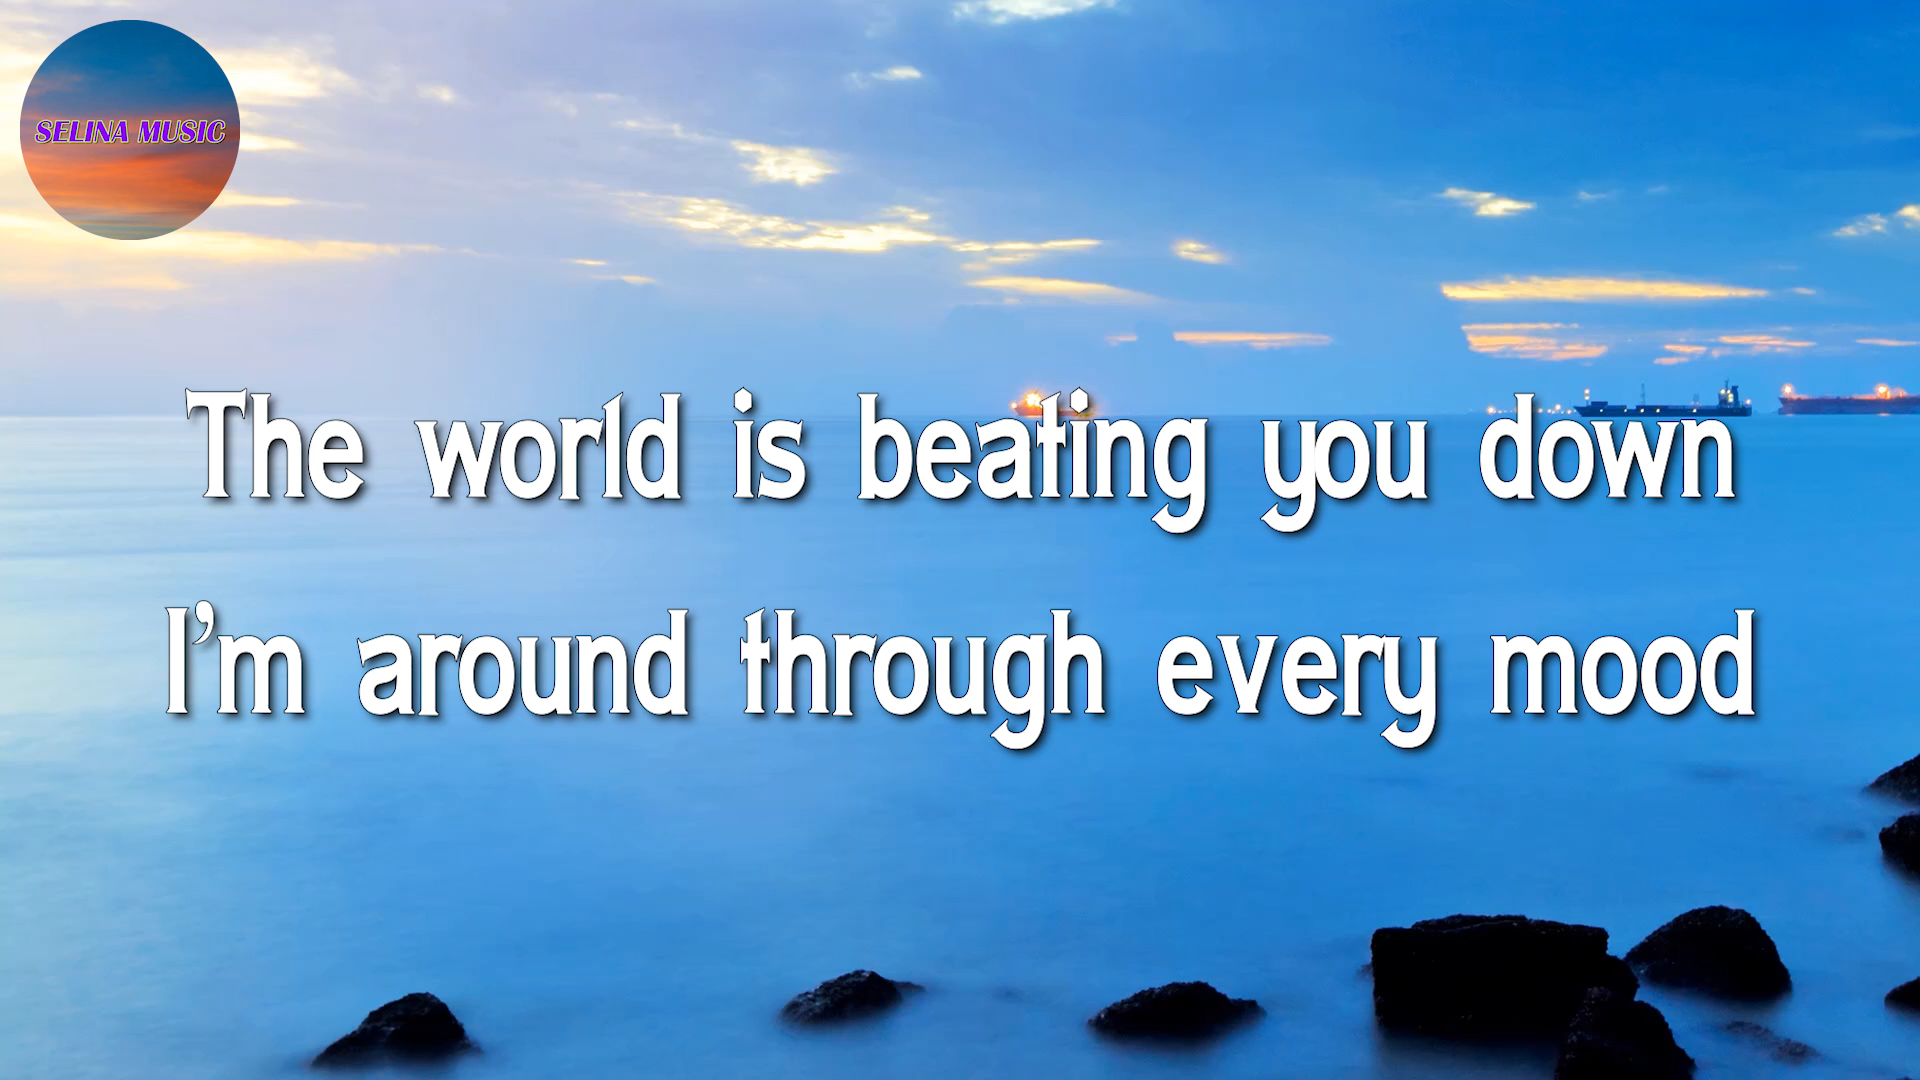 SELINA MUSIC
The world is beating you down
I'm around through every mood